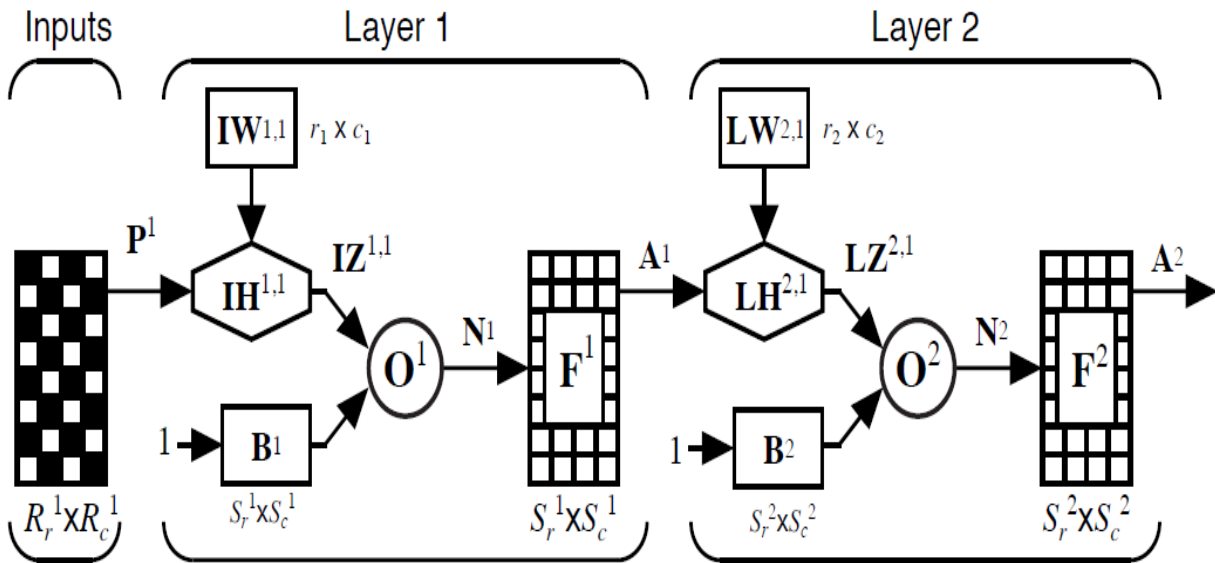 Inputs Layer 1 Layer 2
IW1,1 r1 x c1 LW2,1 r2 x c2
P1 IH1,1 IZ1,1 A1 LH2,1 LZ2,1 A2
O1 N1 F1 O2 N2 F2
1 B1 1 B2
Rr1xRc1 Sr1xSc1 Sr1xSc1 Sr2xSc2 Sr2xSc2